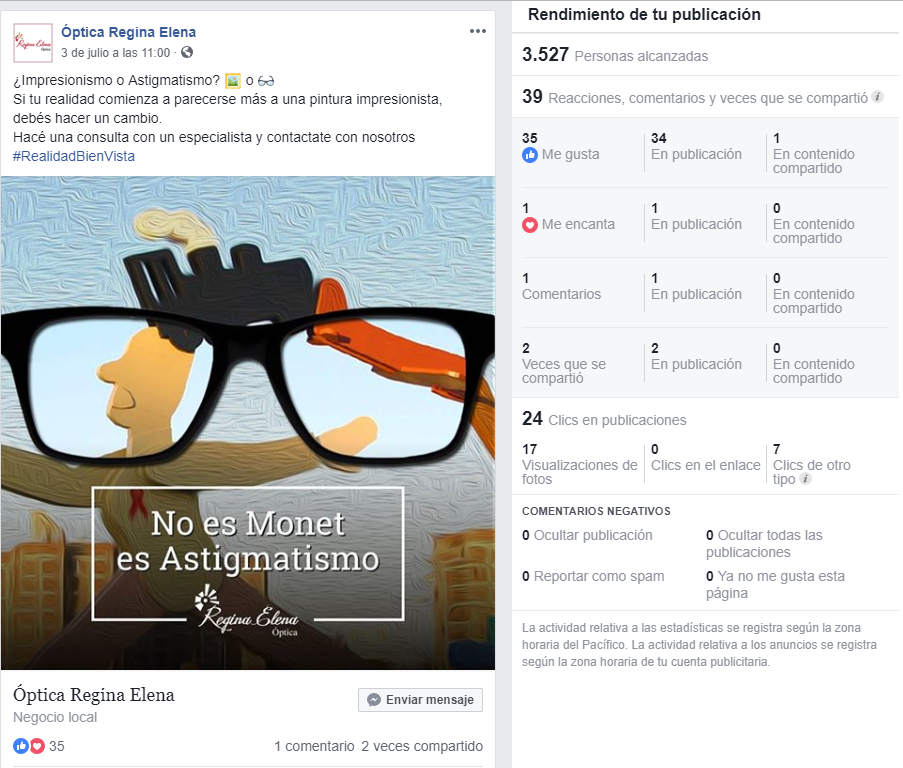 Óptica Regina Elena
3 de julio a las 11:00 ·
¿Impresionismo o Astigmatismo? 🖼️ o 👓
Si tu realidad comienza a parecerse más a una pintura impresionista,
debés hacer un cambio.
Hacé una consulta con un especialista y contactate con nosotros
#RealidadBienVista
No es Monet
es Astigmatismo
Regina Elena
Óptica
Óptica Regina Elena
Negocio local
Enviar mensaje
35
1 comentario 2 veces compartido
Rendimiento de tu publicación
3.527 Personas alcanzadas
39 Reacciones, comentarios y veces que se compartió
35
Me gusta
34
En publicación
1
En contenido
compartido
1
Me encanta
1
En publicación
0
En contenido
compartido
1
Comentarios
1
En publicación
0
En contenido
compartido
2
Veces que se
compartió
2
En publicación
0
En contenido
compartido
24 Clics en publicaciones
17
Visualizaciones de
fotos
0
Clics en el enlace
7
Clics de otro
tipo
COMENTARIOS NEGATIVOS
0 Ocultar publicación
0 Ocultar todas las
publicaciones
0 Reportar como spam
0 Ya no me gusta esta
página
La actividad relativa a las estadísticas se registra según la zona
horaria del Pacífico. La actividad relativa a los anuncios se registra
según la zona horaria de tu cuenta publicitaria.